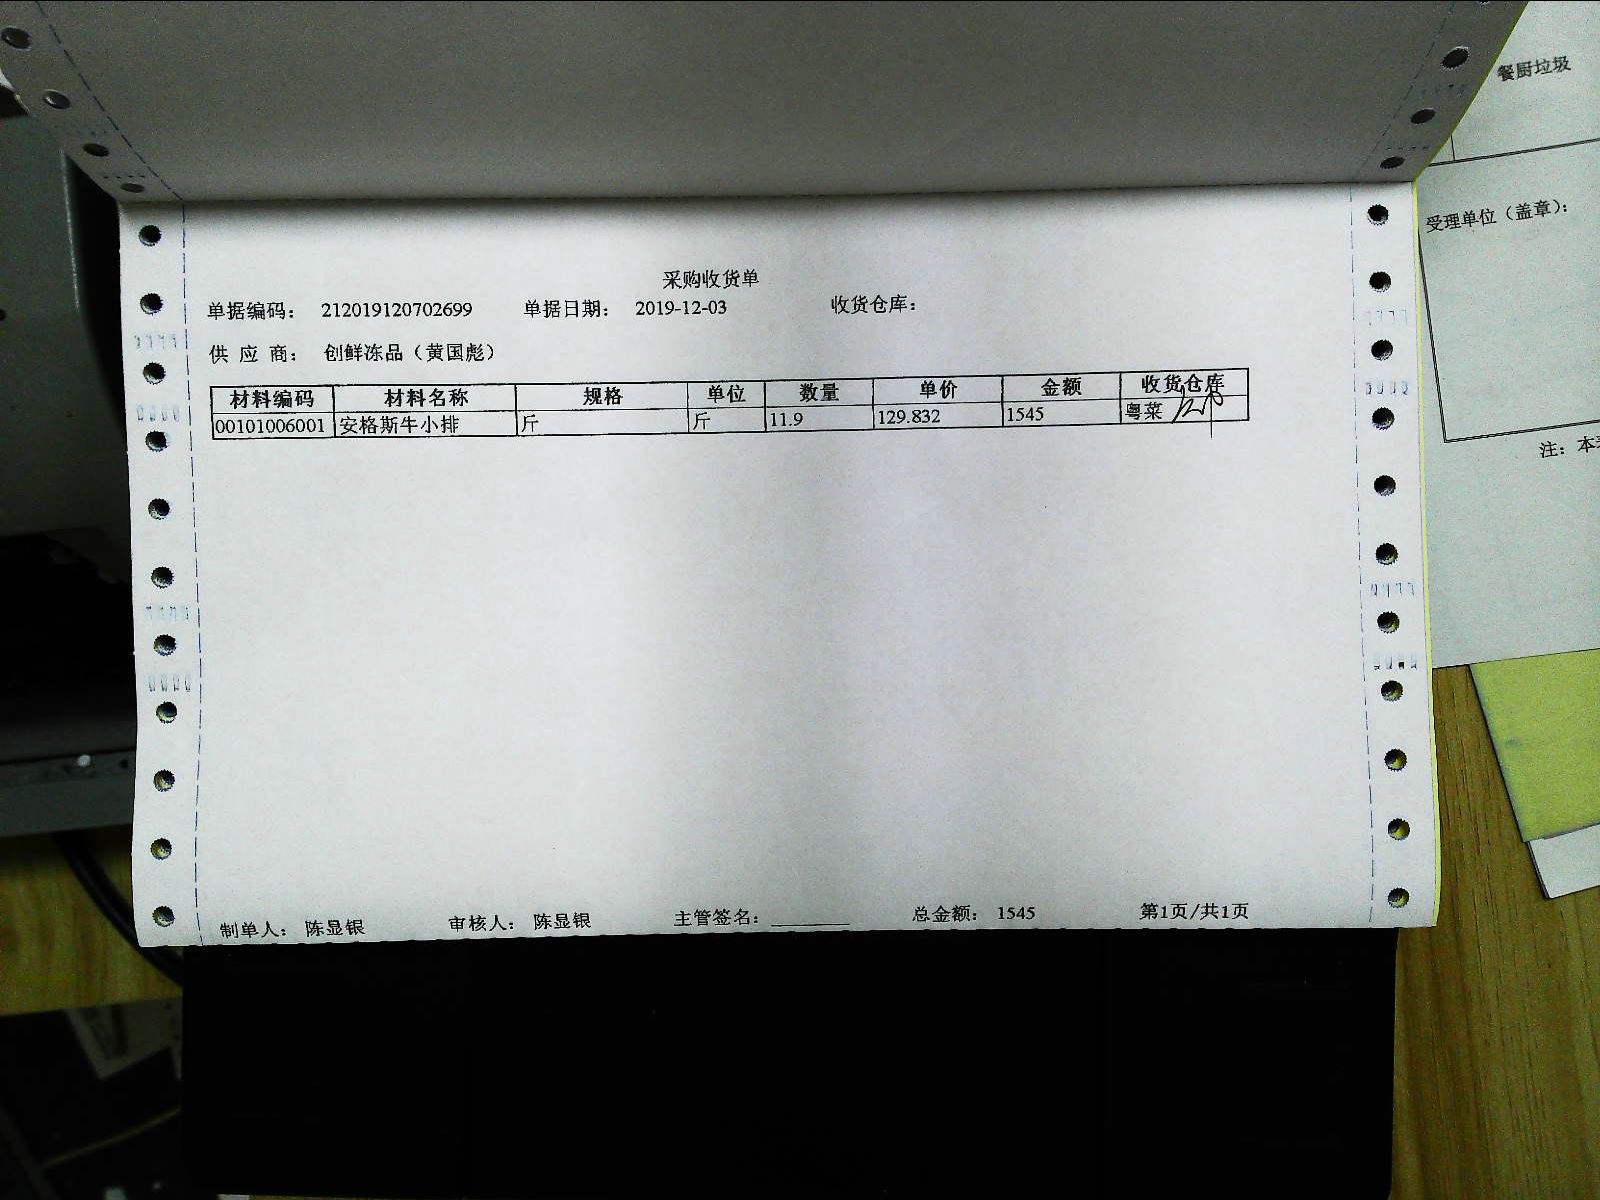 采购收货单
单据编码: 212019120702699 单据日期: 2019-12-03 收货仓库:
供 应 商: 创鲜冻品（黄国彪）
材料编码 材料名称 规格 单位 数量 单价 金额 收货仓库
00101006001 安格斯牛小排 斤 斤 11.9 129.832 1545 粤菜
制单人: 陈显银 审核人: 陈显银 主管签名: 总金额: 1545 第1页/共1页
餐厨垃圾
受理单位（盖章）:
注: 本